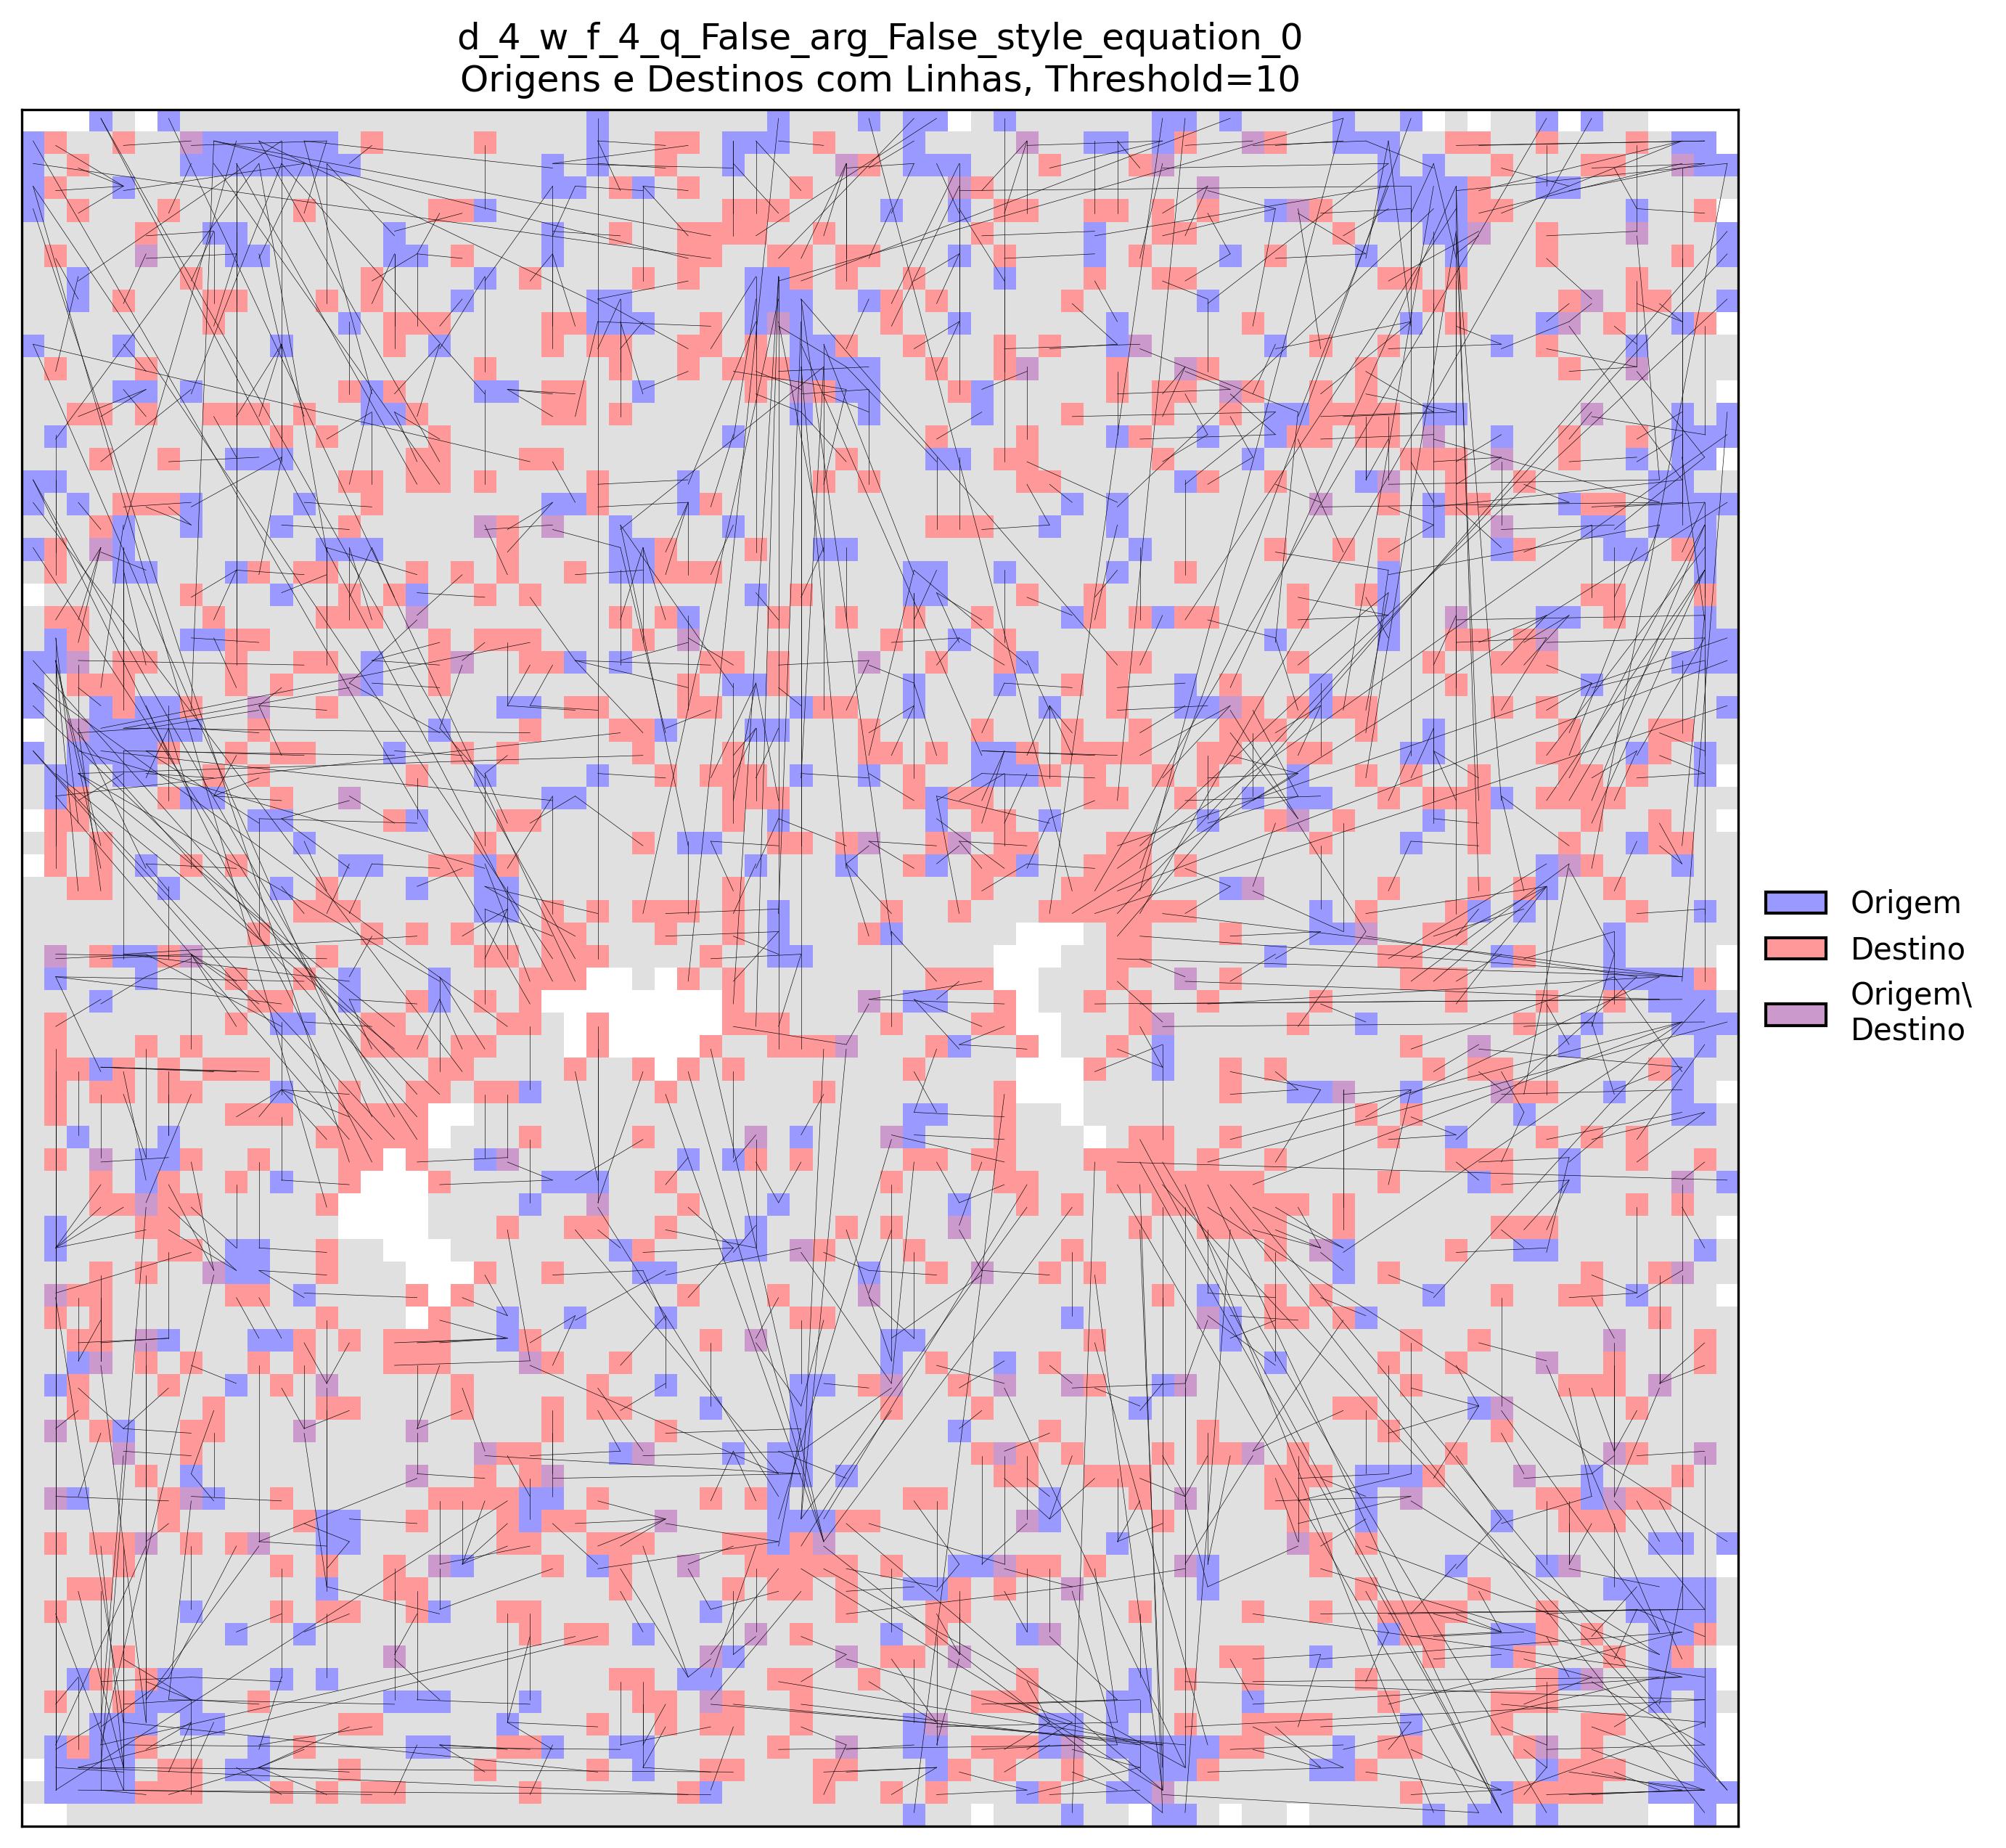 d_4_w_f_4_q_False_arg_False_style_equation_0
Origens e Destinos com Linhas, Threshold=10
Origem
Destino
Origem\
Destino